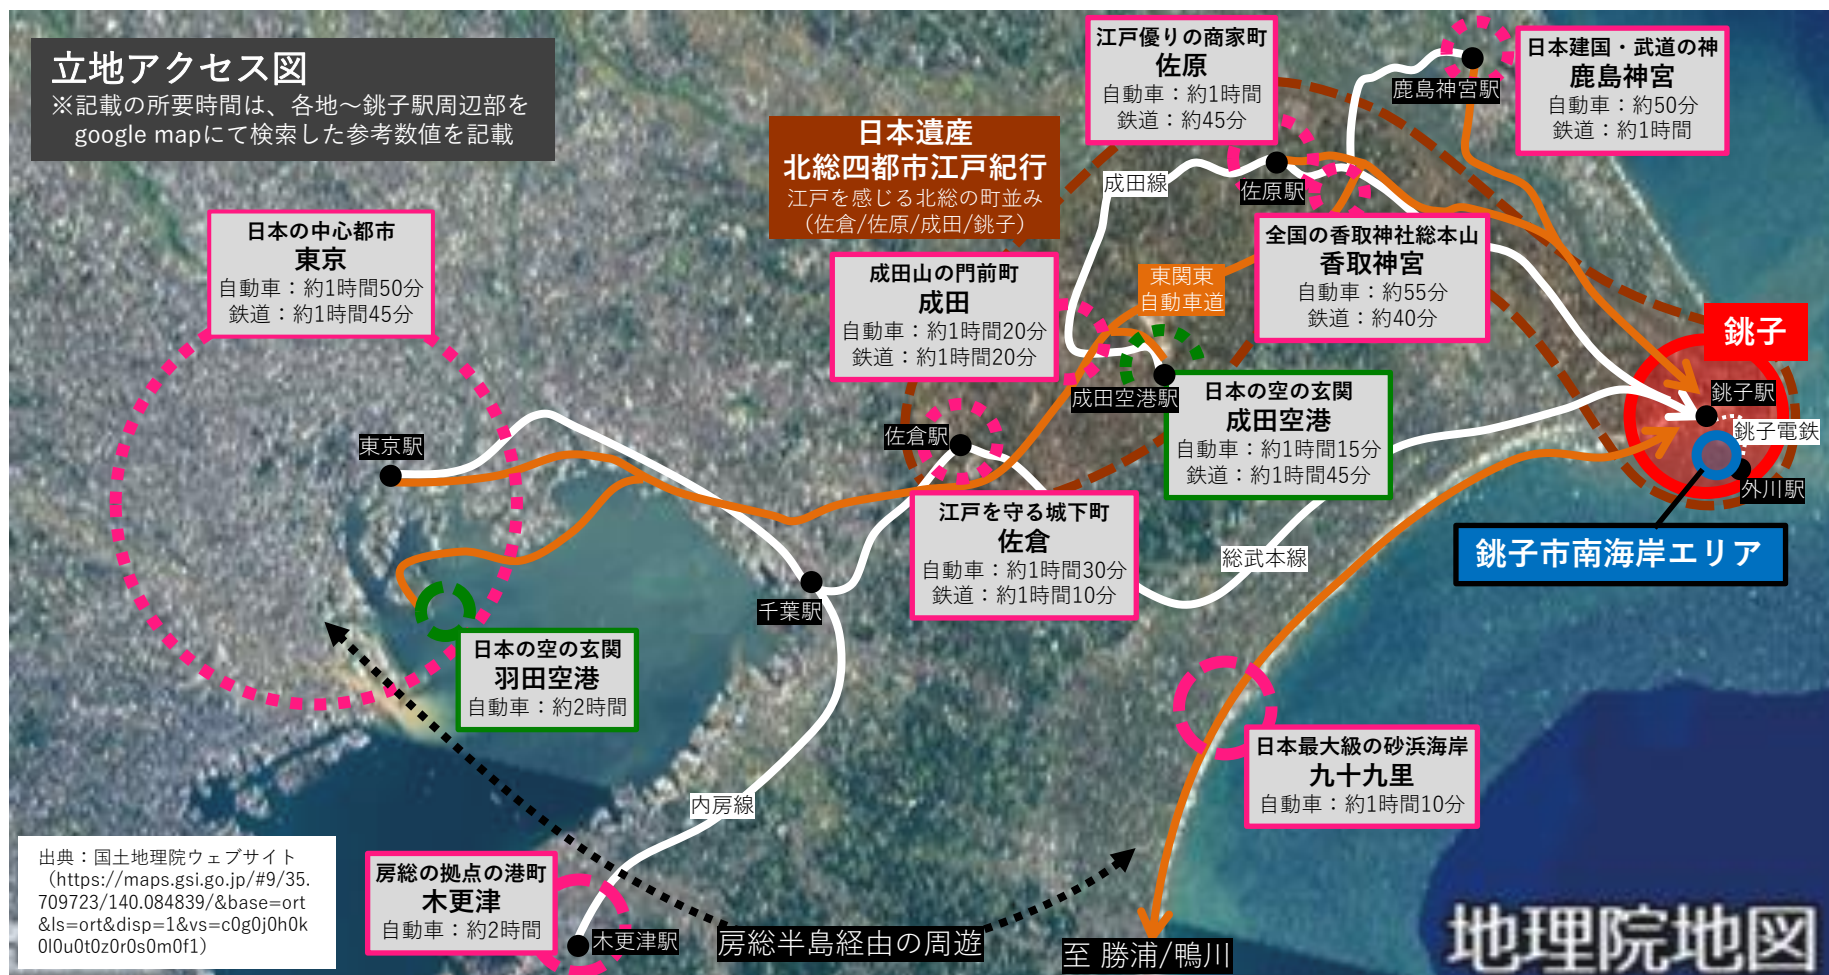 立地アクセス図
※記載の所要時間は、各地～銚子駅周辺部を
google mapにて検索した参考数値を記載
江戸優りの商家町
佐原
自動車：約1時間
鉄道：約45分
日本建国・武道の神
鹿島神宮
自動車：約50分
鉄道：約1時間
鹿島神宮駅
日本遺産
北総四都市江戸紀行
江戸を感じる北総の町並み
（佐倉/佐原/成田/銚子）
成田線
佐原駅
日本の中心都市
東京
自動車：約1時間50分
鉄道：約1時間45分
全国の香取神社総本山
香取神宮
自動車：約55分
鉄道：約40分
成田山の門前町
成田
自動車：約1時間20分
鉄道：約1時間20分
東関東
自動車道
銚子
銚子駅
銚子電鉄
外川駅
成田空港駅
日本の空の玄関
成田空港
自動車：約1時間15分
鉄道：約1時間45分
東京駅
佐倉駅
江戸を守る城下町
佐倉
自動車：約1時間30分
鉄道：約1時間10分
銚子市南海岸エリア
総武本線
千葉駅
日本の空の玄関
羽田空港
自動車：約2時間
日本最大級の砂浜海岸
九十九里
自動車：約1時間10分
内房線
出典：国土地理院ウェブサイト
（https://maps.gsi.go.jp/#9/35.
709723/140.084839/&base=ort
&ls=ort&disp=1&vs=c0g0j0h0k
0l0u0t0z0r0s0m0f1）
房総の拠点の港町
木更津
自動車：約2時間
木更津駅
房総半島経由の周遊
至 勝浦/鴨川
地理院地図